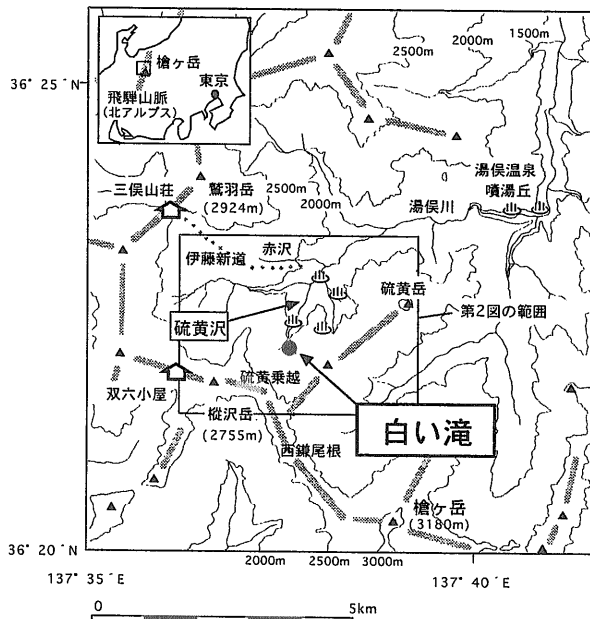 36° 25'N
槍ヶ岳
東京
飛騨山脈
(北アルプス)
2500m
2000m
1500m
湯俣温泉
噴湯丘
湯俣川
三俣山荘
鷲羽岳
(2924m)
2500m
2000m
伊藤新道
赤沢
硫黄岳
第2図の範囲
硫黄沢
硫黄乗越
双六小屋
樅沢岳
(2755m)
白い滝
西鎌尾根
槍ヶ岳
(3180m)
36° 20'N
2000m
2500m
3000m
137° 35'E
137° 40'E
0
5km